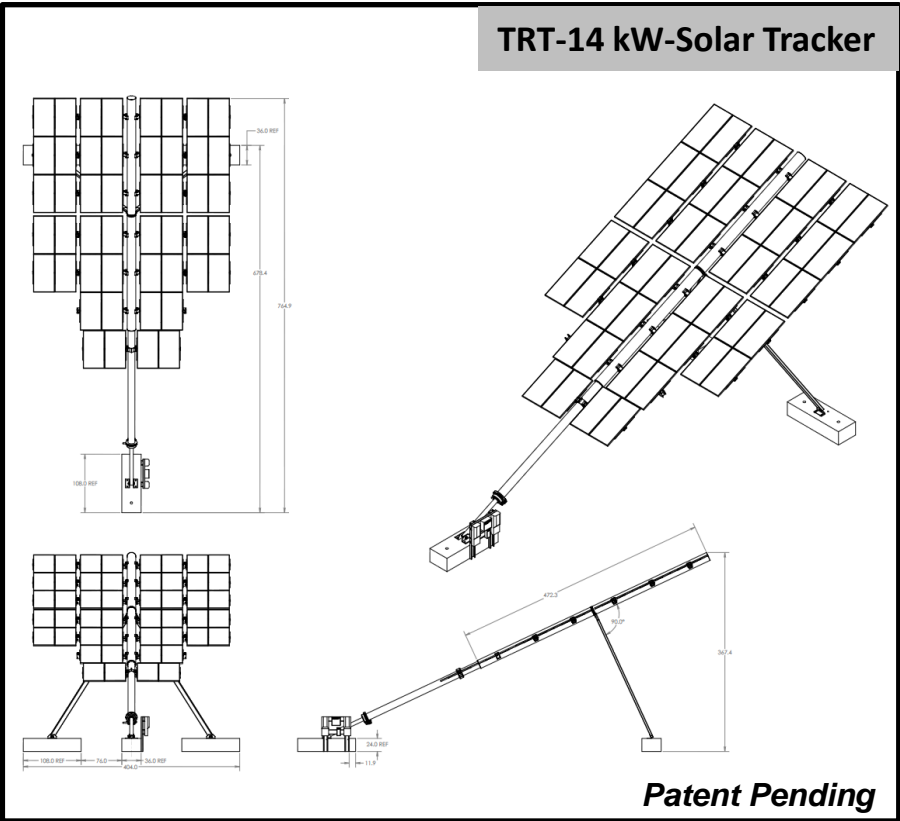 TRT-14 kW-Solar Tracker
36.0 REF
678.4
764.9
108.0 REF
472.3
90.0°
367.4
24.0 REF
11.9
108.0 REF
76.0
36.0 REF
404.0
Patent Pending